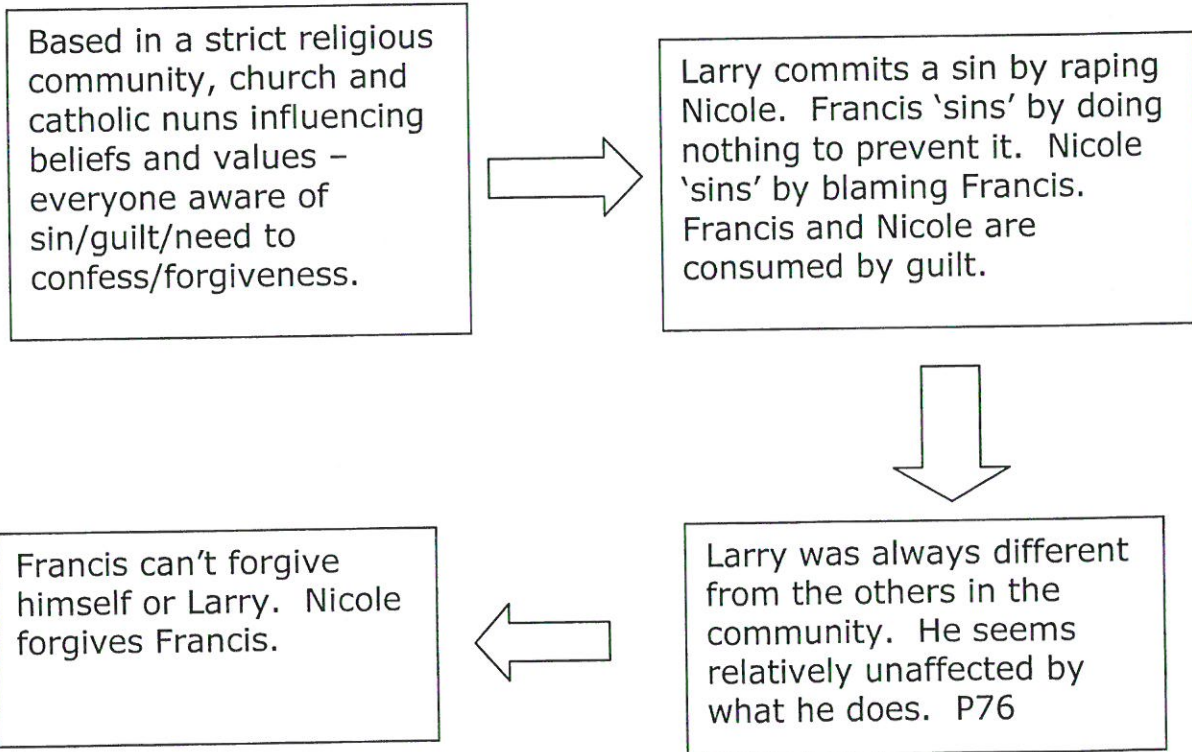 Based in a strict religious
community, church and
catholic nuns influencing
beliefs and values –
everyone aware of
sin/guilt/need to
confess/forgiveness.
Larry commits a sin by raping
Nicole.  Francis ‘sins’ by doing
nothing to prevent it.  Nicole
‘sins’ by blaming Francis.
Francis and Nicole are
consumed by guilt.
Larry was always different
from the others in the
community.  He seems
relatively unaffected by
what he does.  P76
Francis can’t forgive
himself or Larry.  Nicole
forgives Francis.